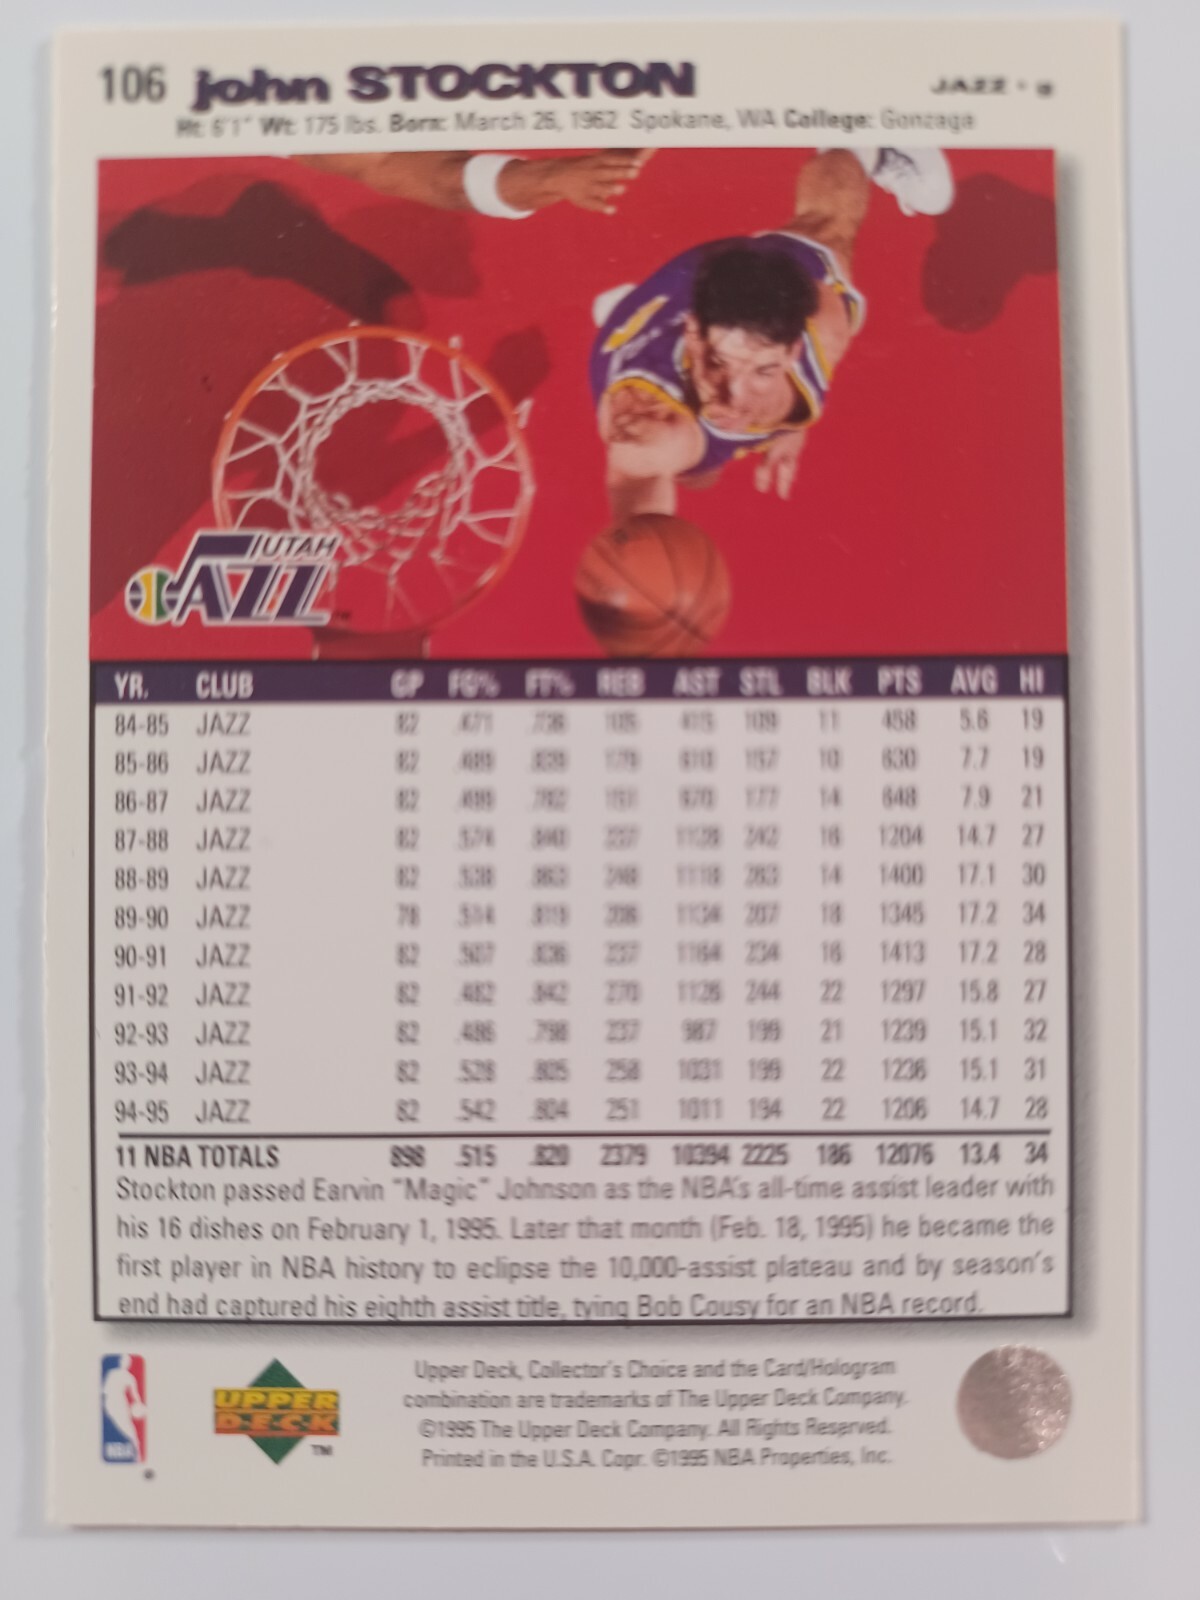 106 john STOCKTON JAZZ • g
Ht: 6'1" Wt: 175 lbs. Born: March 26, 1962 Spokane, WA College: Gonzaga
UTAH
JAZZ TM
YR. CLUB GP FG% FT% REB AST STL BLK PTS AVG HI
84-85 JAZZ 82 .471 .736 105 415 109 11 458 5.6 19
85-86 JAZZ 82 .489 .839 179 610 157 10 630 7.7 19
86-87 JAZZ 82 .499 .782 151 670 177 14 648 7.9 21
87-88 JAZZ 82 .574 .840 237 1128 242 16 1204 14.7 27
88-89 JAZZ 82 .538 .863 248 1118 263 14 1400 17.1 30
89-90 JAZZ 78 .514 .819 206 1134 207 18 1345 17.2 34
90-91 JAZZ 82 .507 .836 237 1164 234 16 1413 17.2 28
91-92 JAZZ 82 .482 .842 270 1126 244 22 1297 15.8 27
92-93 JAZZ 82 .486 .798 237 987 199 21 1239 15.1 32
93-94 JAZZ 82 .528 .805 258 1031 199 22 1236 15.1 31
94-95 JAZZ 82 .542 .804 251 1011 194 22 1206 14.7 28
11 NBA TOTALS 898 .515 .820 2379 10394 2225 186 12076 13.4 34
Stockton passed Earvin "Magic" Johnson as the NBA's all-time assist leader with
his 16 dishes on February 1, 1995. Later that month (Feb. 18, 1995) he became the
first player in NBA history to eclipse the 10,000-assist plateau and by season's
end had captured his eighth assist title, tying Bob Cousy for an NBA record.
NBA
UPPER
DECK
TM
Upper Deck, Collector's Choice and the Card/Hologram
combination are trademarks of The Upper Deck Company.
©1995 The Upper Deck Company. All Rights Reserved.
Printed in the U.S.A. Copr. ©1995 NBA Properties, Inc.